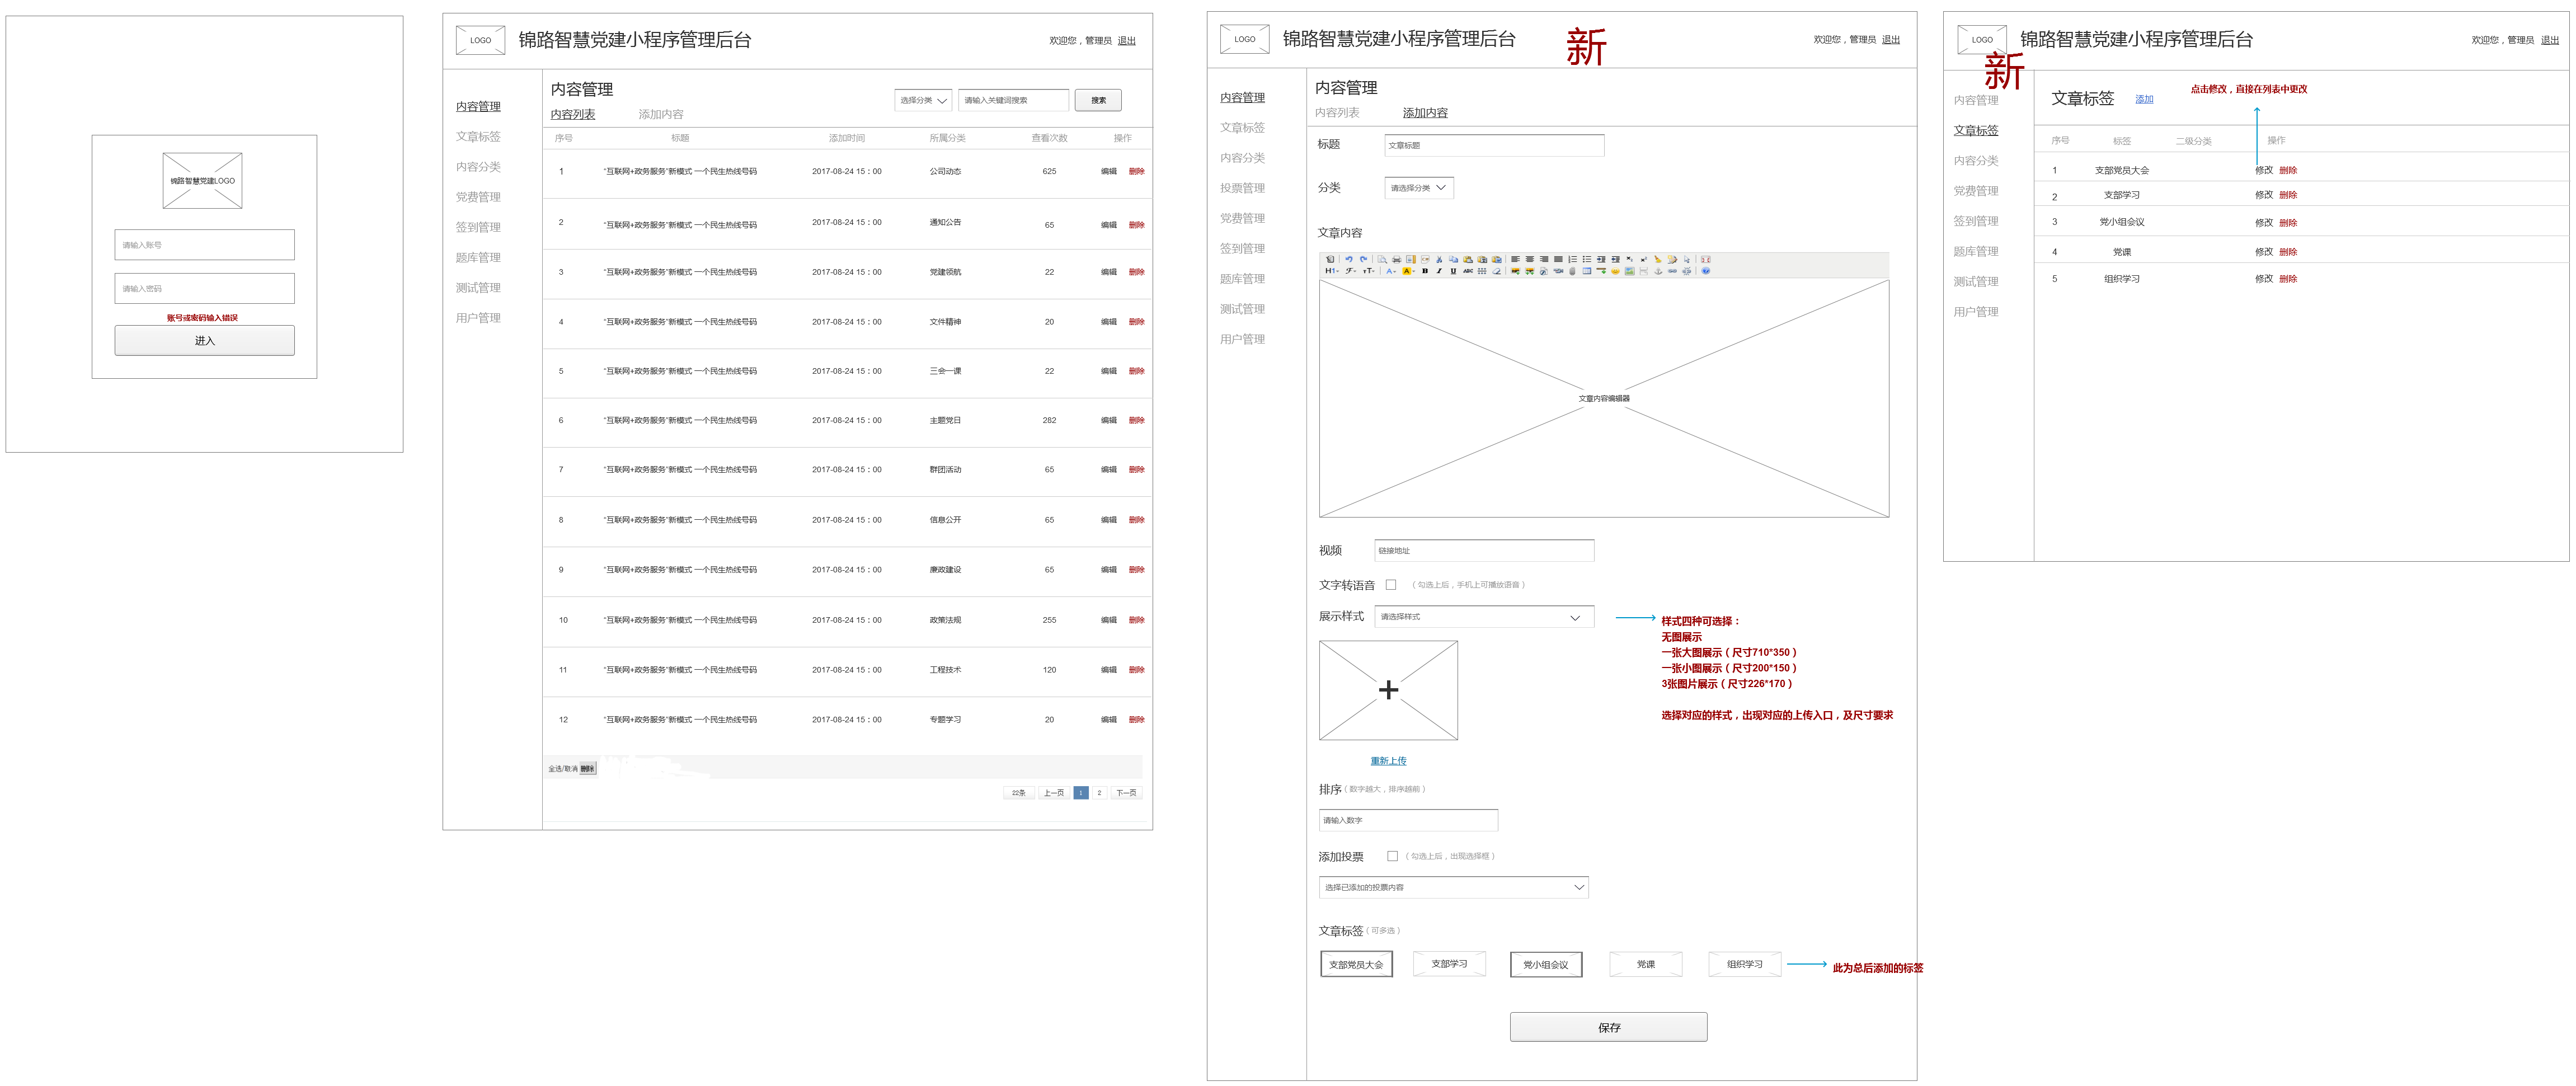 锦路智慧党建LOGO
请输入账号
请输入密码
账号或密码输入错误
进入
LOGO
锦路智慧党建小程序管理后台
欢迎您，管理员 退出
内容管理
文章标签
内容分类
党费管理
签到管理
题库管理
测试管理
用户管理
内容管理
内容列表 添加内容
选择分类 请输入关键词搜索 搜索
序号 标题 添加时间 所属分类 查看次数 操作
1 “互联网+政务服务”新模式 一个民生热线号码 2017-08-24 15：00 公司动态 625 编辑 删除
2 “互联网+政务服务”新模式 一个民生热线号码 2017-08-24 15：00 通知公告 65 编辑 删除
3 “互联网+政务服务”新模式 一个民生热线号码 2017-08-24 15：00 党建领航 22 编辑 删除
4 “互联网+政务服务”新模式 一个民生热线号码 2017-08-24 15：00 文件精神 20 编辑 删除
5 “互联网+政务服务”新模式 一个民生热线号码 2017-08-24 15：00 三会一课 22 编辑 删除
6 “互联网+政务服务”新模式 一个民生热线号码 2017-08-24 15：00 主题党日 282 编辑 删除
7 “互联网+政务服务”新模式 一个民生热线号码 2017-08-24 15：00 群团活动 65 编辑 删除
8 “互联网+政务服务”新模式 一个民生热线号码 2017-08-24 15：00 信息公开 65 编辑 删除
9 “互联网+政务服务”新模式 一个民生热线号码 2017-08-24 15：00 廉政建设 65 编辑 删除
10 “互联网+政务服务”新模式 一个民生热线号码 2017-08-24 15：00 政策法规 255 编辑 删除
11 “互联网+政务服务”新模式 一个民生热线号码 2017-08-24 15：00 工程技术 120 编辑 删除
12 “互联网+政务服务”新模式 一个民生热线号码 2017-08-24 15：00 专题学习 20 编辑 删除
全选/取消 删除
22条 上一页 1 2 下一页
LOGO
锦路智慧党建小程序管理后台
新
欢迎您，管理员 退出
内容管理
文章标签
内容分类
投票管理
党费管理
签到管理
题库管理
测试管理
用户管理
内容管理
内容列表 添加内容
标题 文章标题
分类 请选择分类
文章内容
文章内容编辑器
视频 链接地址
文字转语音 （勾选上后，手机上可播放语音）
展示样式 请选择样式
样式四种可选择：
无图展示
一张大图展示（尺寸710*350）
一张小图展示（尺寸200*150）
3张图片展示（尺寸226*170）
选择对应的样式，出现对应的上传入口，及尺寸要求
重新上传
排序（数字越大，排序越前）
请输入数字
添加投票 （勾选上后，出现选择框）
选择已添加的投票内容
文章标签（可多选）
支部党员大会 支部学习 党小组会议 党课 组织学习
此为总后添加的标签
保存
LOGO
锦路智慧党建小程序管理后台
新
欢迎您，管理员 退出
内容管理
文章标签
内容分类
党费管理
签到管理
题库管理
测试管理
用户管理
点击修改，直接在列表中更改
文章标签 添加
序号 标签 二级分类 操作
1 支部党员大会 修改 删除
2 支部学习 修改 删除
3 党小组会议 修改 删除
4 党课 修改 删除
5 组织学习 修改 删除